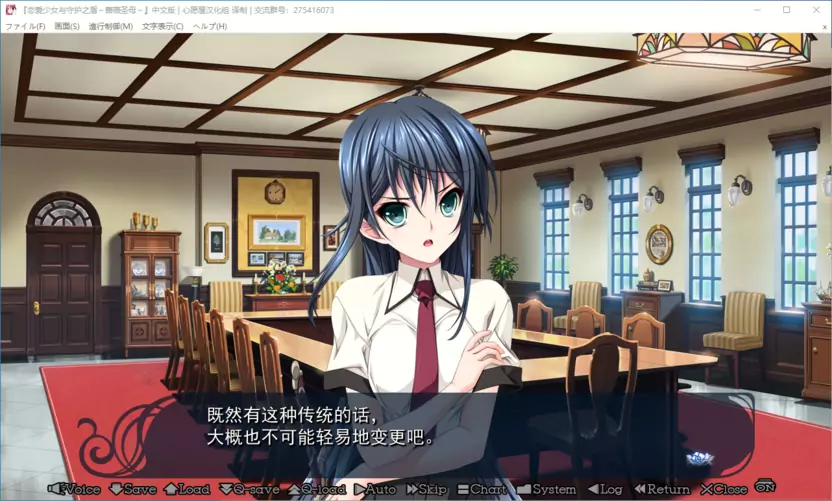 『恋爱少女与守护之盾~蔷薇圣母~』中文版 | 心愿屋汉化组 译制 | 交流群号: 275416073
ファイル(F) 画面(S) 進行制御(M) 文字表示(C) ヘルプ(H)
既然有这种传统的话，
大概也不可能轻易地变更吧。
Voice Save Load Q-save Q-load Auto Skip Chart System Log Return Close ON